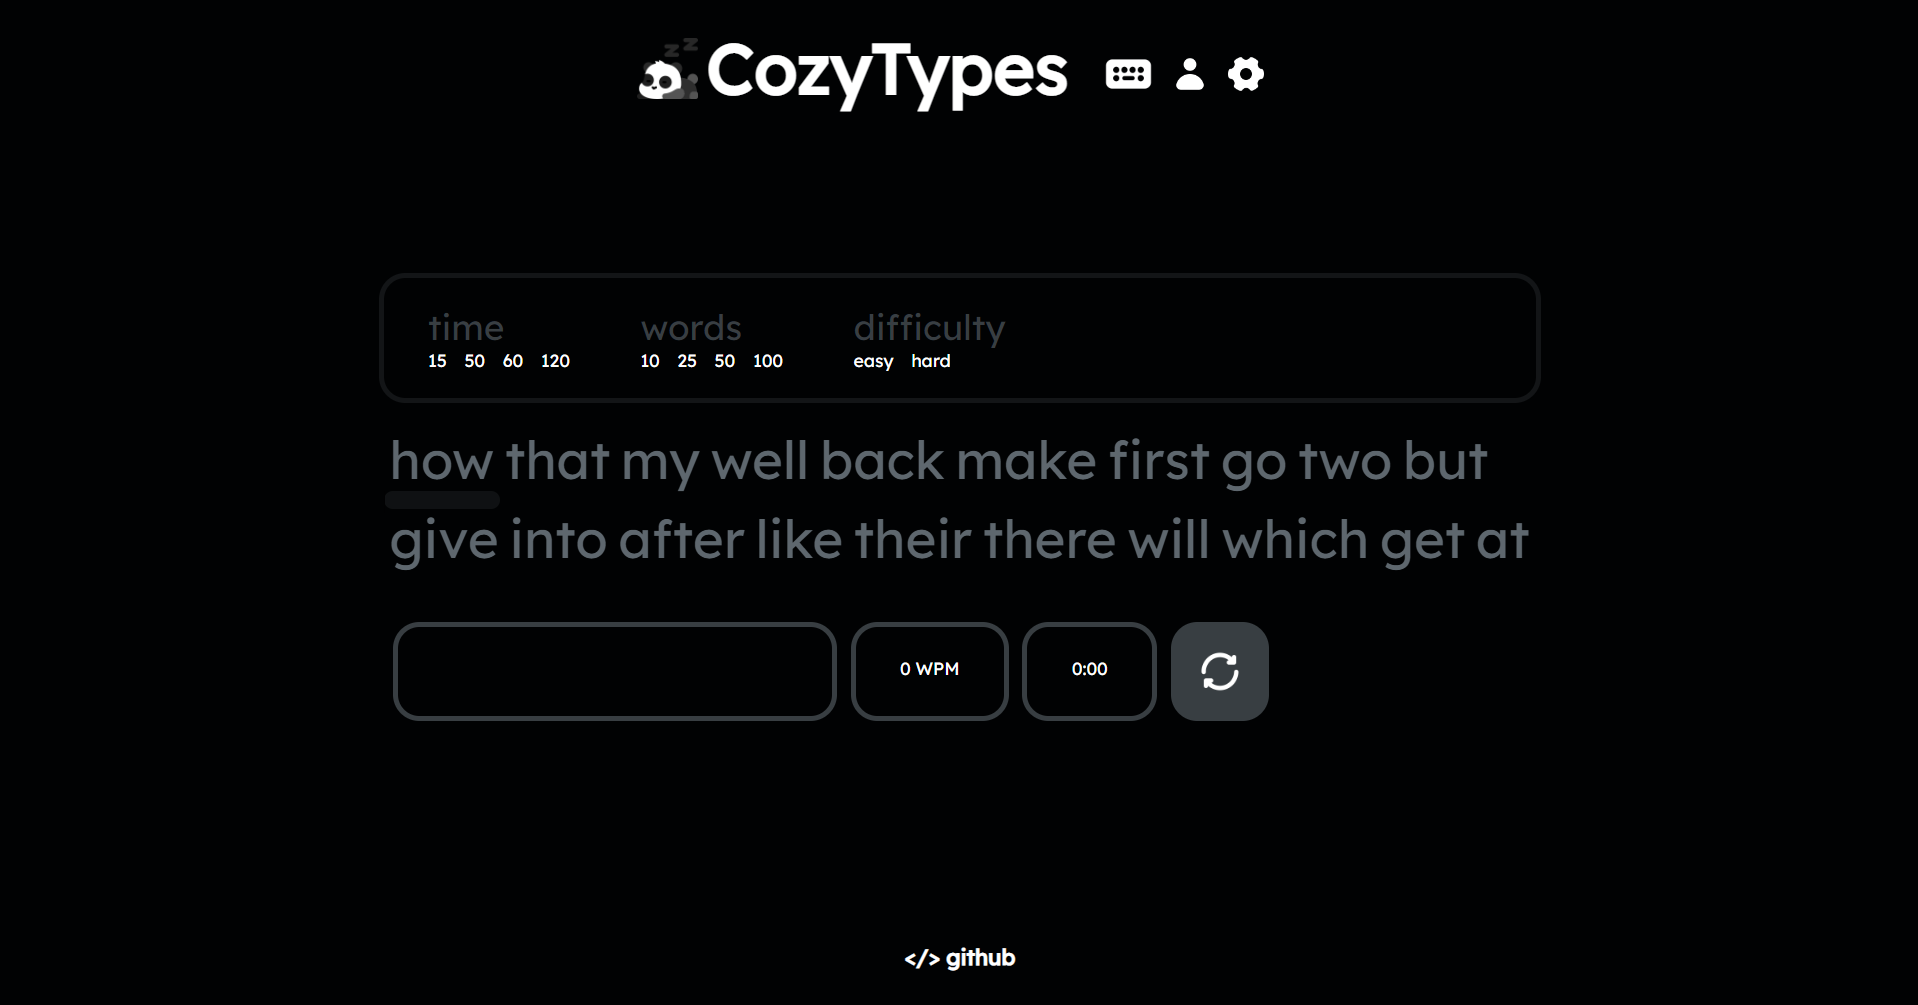 z z CozyTypes
time words difficulty
15 50 60 120 10 25 50 100 easy hard
how that my well back make first go two but
give into after like their there will which get at
0 WPM 0:00
</> github